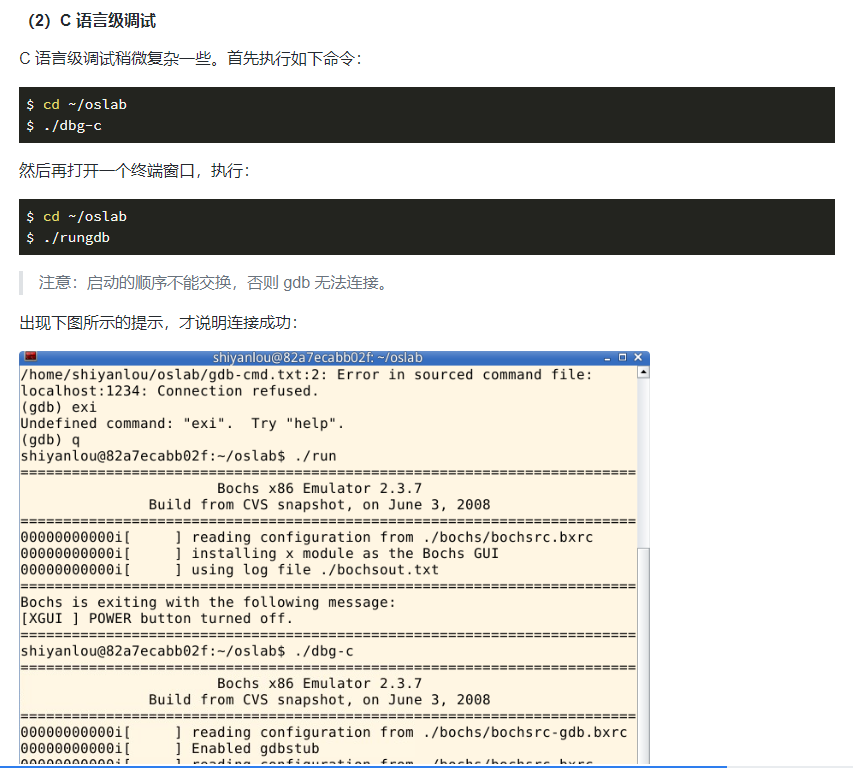 （2）C 语言级调试
C 语言级调试稍微复杂一些。首先执行如下命令：
$ cd ~/oslab
$ ./dbg-c
然后再打开一个终端窗口，执行：
$ cd ~/oslab
$ ./rungdb
注意：启动的顺序不能交换，否则 gdb 无法连接。
出现下图所示的提示，才说明连接成功：
shiyanlou@82a7ecabb02f: ~/oslab
/home/shiyanlou/oslab/gdb-cmd.txt:2: Error in sourced command file:
localhost:1234: Connection refused.
(gdb) exi
Undefined command: "exi".  Try "help".
(gdb) q
shiyanlou@82a7ecabb02f:~/oslab$ ./run
========================================================================
Bochs x86 Emulator 2.3.7
Build from CVS snapshot, on June 3, 2008
========================================================================
00000000000i[     ] reading configuration from ./bochs/bochsrc.bxrc
00000000000i[     ] installing x module as the Bochs GUI
00000000000i[     ] using log file ./bochsout.txt
========================================================================
Bochs is exiting with the following message:
[XGUI ] POWER button turned off.
========================================================================
shiyanlou@82a7ecabb02f:~/oslab$ ./dbg-c
========================================================================
Bochs x86 Emulator 2.3.7
Build from CVS snapshot, on June 3, 2008
========================================================================
00000000000i[     ] reading configuration from ./bochs/bochsrc-gdb.bxrc
00000000000i[     ] Enabled gdbstub
00000000000i[     ] reading configuration from ./bochs/bochsrc.bxrc